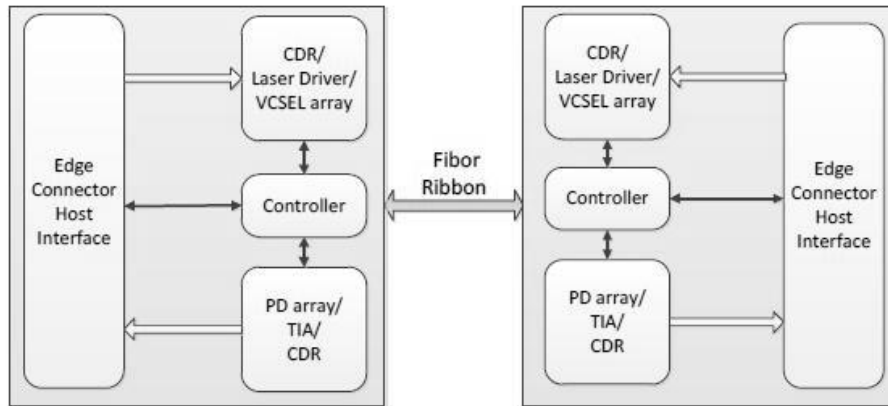 Edge
Connector
Host
Interface
CDR/
Laser Driver/
VCSEL array
Controller
PD array/
TIA/
CDR
Fibor
Ribbon
CDR/
Laser Driver/
VCSEL array
Controller
PD array/
TIA/
CDR
Edge
Connector
Host
Interface